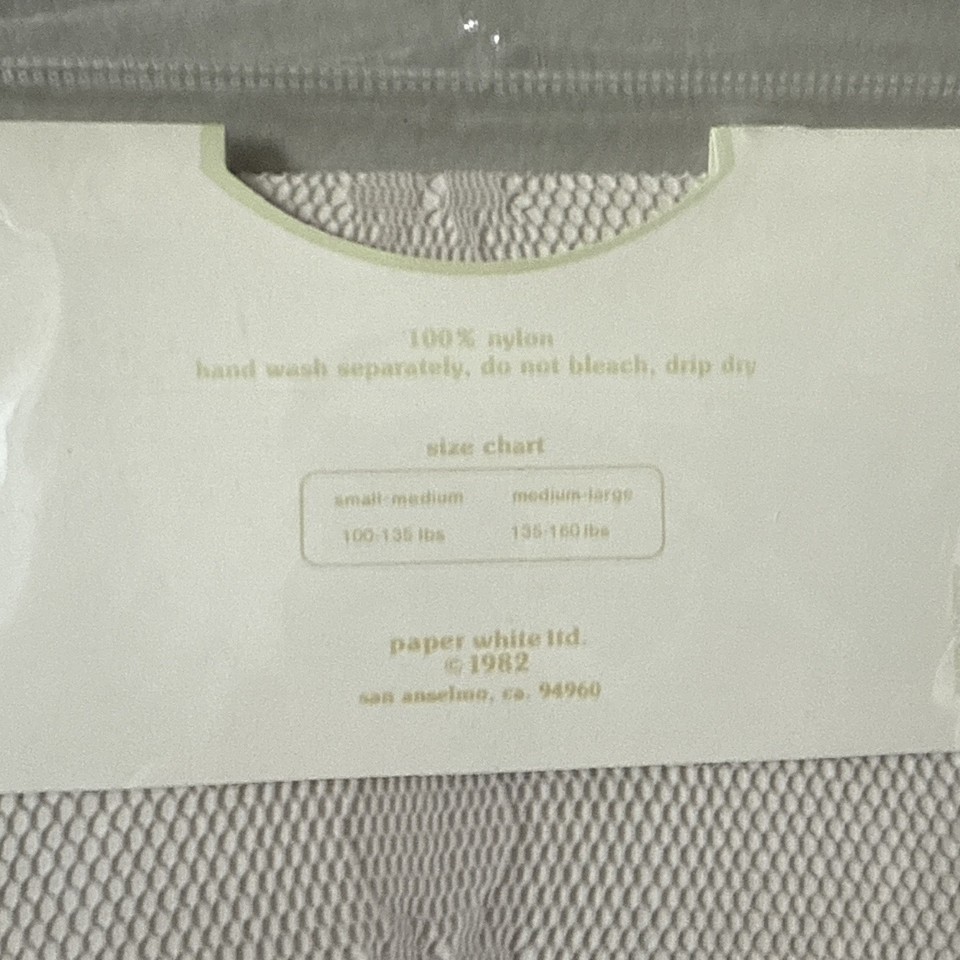 100% nylon
hand wash separately, do not bleach, drip dry
size chart
small-medium medium-large
100-135 lbs 135-160 lbs
paper white ltd.
© 1982
san anselmo, ca. 94960